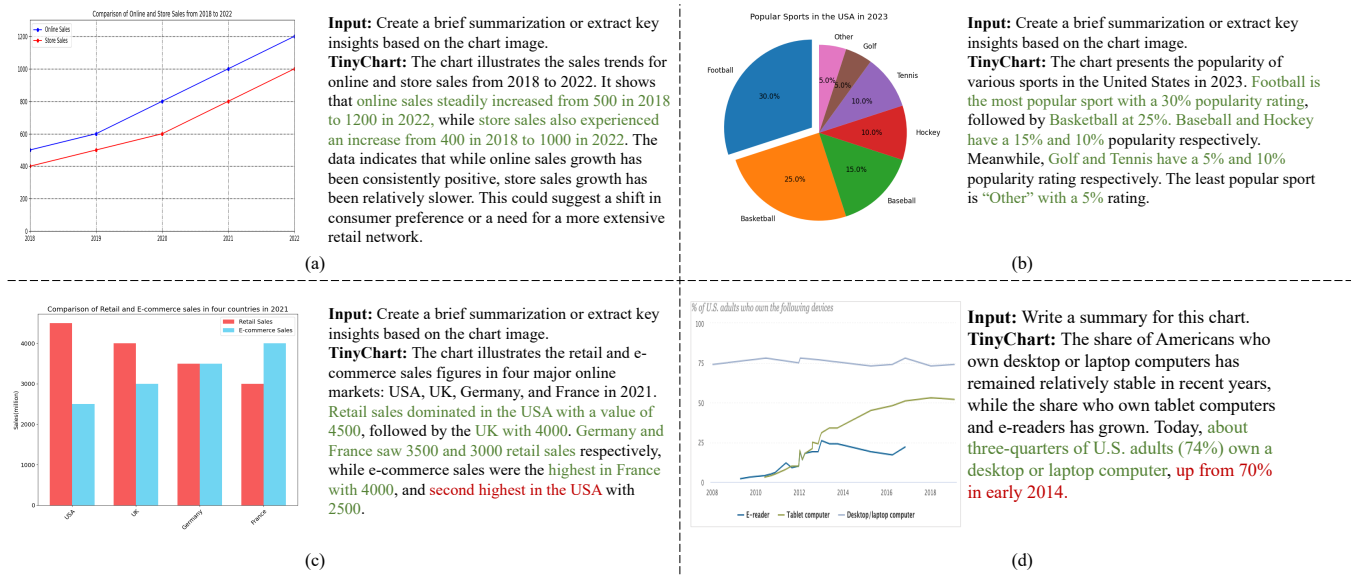 Comparison of Online and Store Sales from 2018 to 2022
Online Sales
Store Sales
1200
1000
800
600
400
200
0
2018 2019 2020 2021 2022
Input: Create a brief summarization or extract key
insights based on the chart image.
TinyChart: The chart illustrates the sales trends for
online and store sales from 2018 to 2022. It shows
that online sales steadily increased from 500 in 2018
to 1200 in 2022, while store sales also experienced
an increase from 400 in 2018 to 1000 in 2022. The
data indicates that while online sales growth has
been consistently positive, store sales growth has
been relatively slower. This could suggest a shift in
consumer preference or a need for a more extensive
retail network.
(a)
Popular Sports in the USA in 2023
Other
Golf
Tennis
Hockey
Baseball
Basketball
Football
5.0%
5.0%
10.0%
10.0%
15.0%
25.0%
30.0%
Input: Create a brief summarization or extract key
insights based on the chart image.
TinyChart: The chart presents the popularity of
various sports in the United States in 2023. Football is
the most popular sport with a 30% popularity rating,
followed by Basketball at 25%. Baseball and Hockey
have a 15% and 10% popularity respectively.
Meanwhile, Golf and Tennis have a 5% and 10%
popularity rating respectively. The least popular sport
is “Other” with a 5% rating.
(b)
Comparison of Retail and E-commerce sales in four countries in 2021
Retail Sales
E-commerce Sales
Sales(million)
4000
3000
2000
1000
0
USA UK Germany France
Input: Create a brief summarization or extract key
insights based on the chart image.
TinyChart: The chart illustrates the retail and e-
commerce sales figures in four major online
markets: USA, UK, Germany, and France in 2021.
Retail sales dominated in the USA with a value of
4500, followed by the UK with 4000. Germany and
France saw 3500 and 3000 retail sales respectively,
while e-commerce sales were the highest in France
with 4000, and second highest in the USA with
2500.
(c)
% of U.S. adults who own the following devices
100
75
50
25
0
2008 2010 2012 2014 2016 2018
E-reader Tablet computer Desktop/laptop computer
Input: Write a summary for this chart.
TinyChart: The share of Americans who
own desktop or laptop computers has
remained relatively stable in recent years,
while the share who own tablet computers
and e-readers has grown. Today, about
three-quarters of U.S. adults (74%) own a
desktop or laptop computer, up from 70%
in early 2014.
(d)